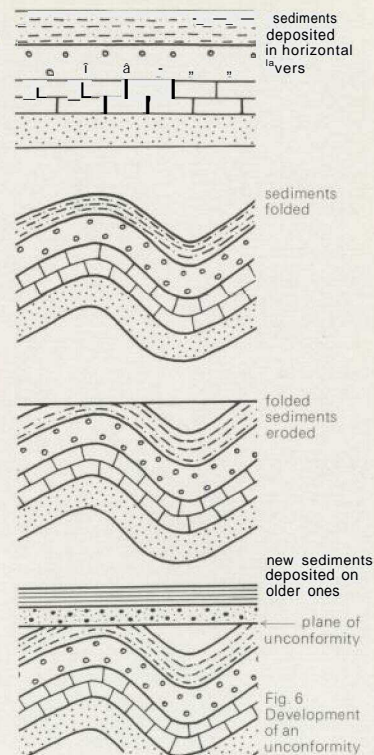 sediments
deposited
in horizontal
layers
sediments
folded
folded
sediments
eroded
new sediments
deposited on
older ones
plane of
unconformity
Fig. 6
Development
of an
unconformity